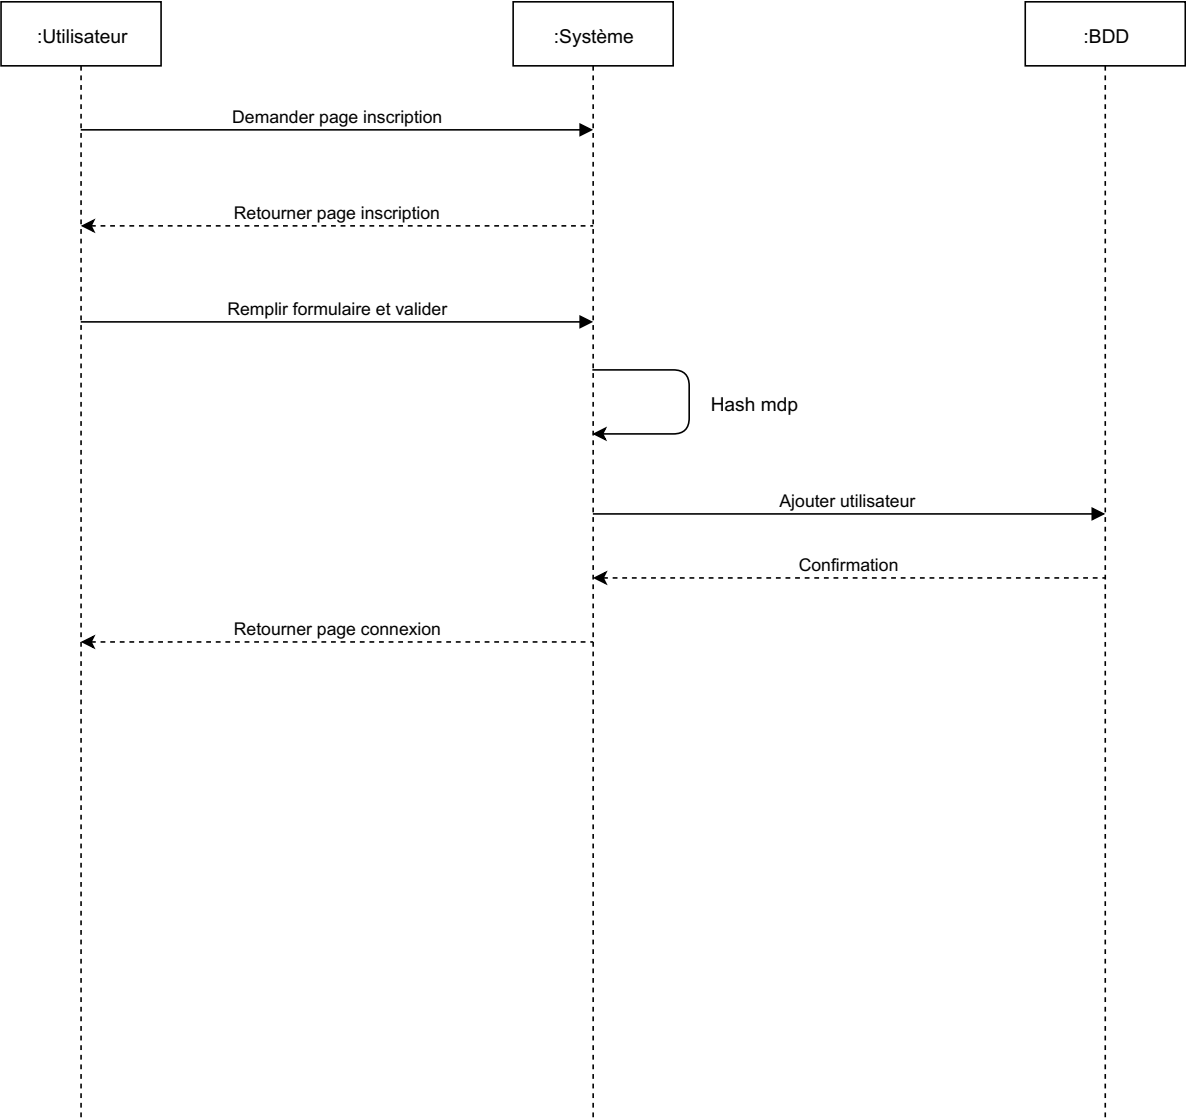 :Utilisateur
:Système
:BDD
Demander page inscription
Retourner page inscription
Remplir formulaire et valider
Hash mdp
Ajouter utilisateur
Confirmation
Retourner page connexion